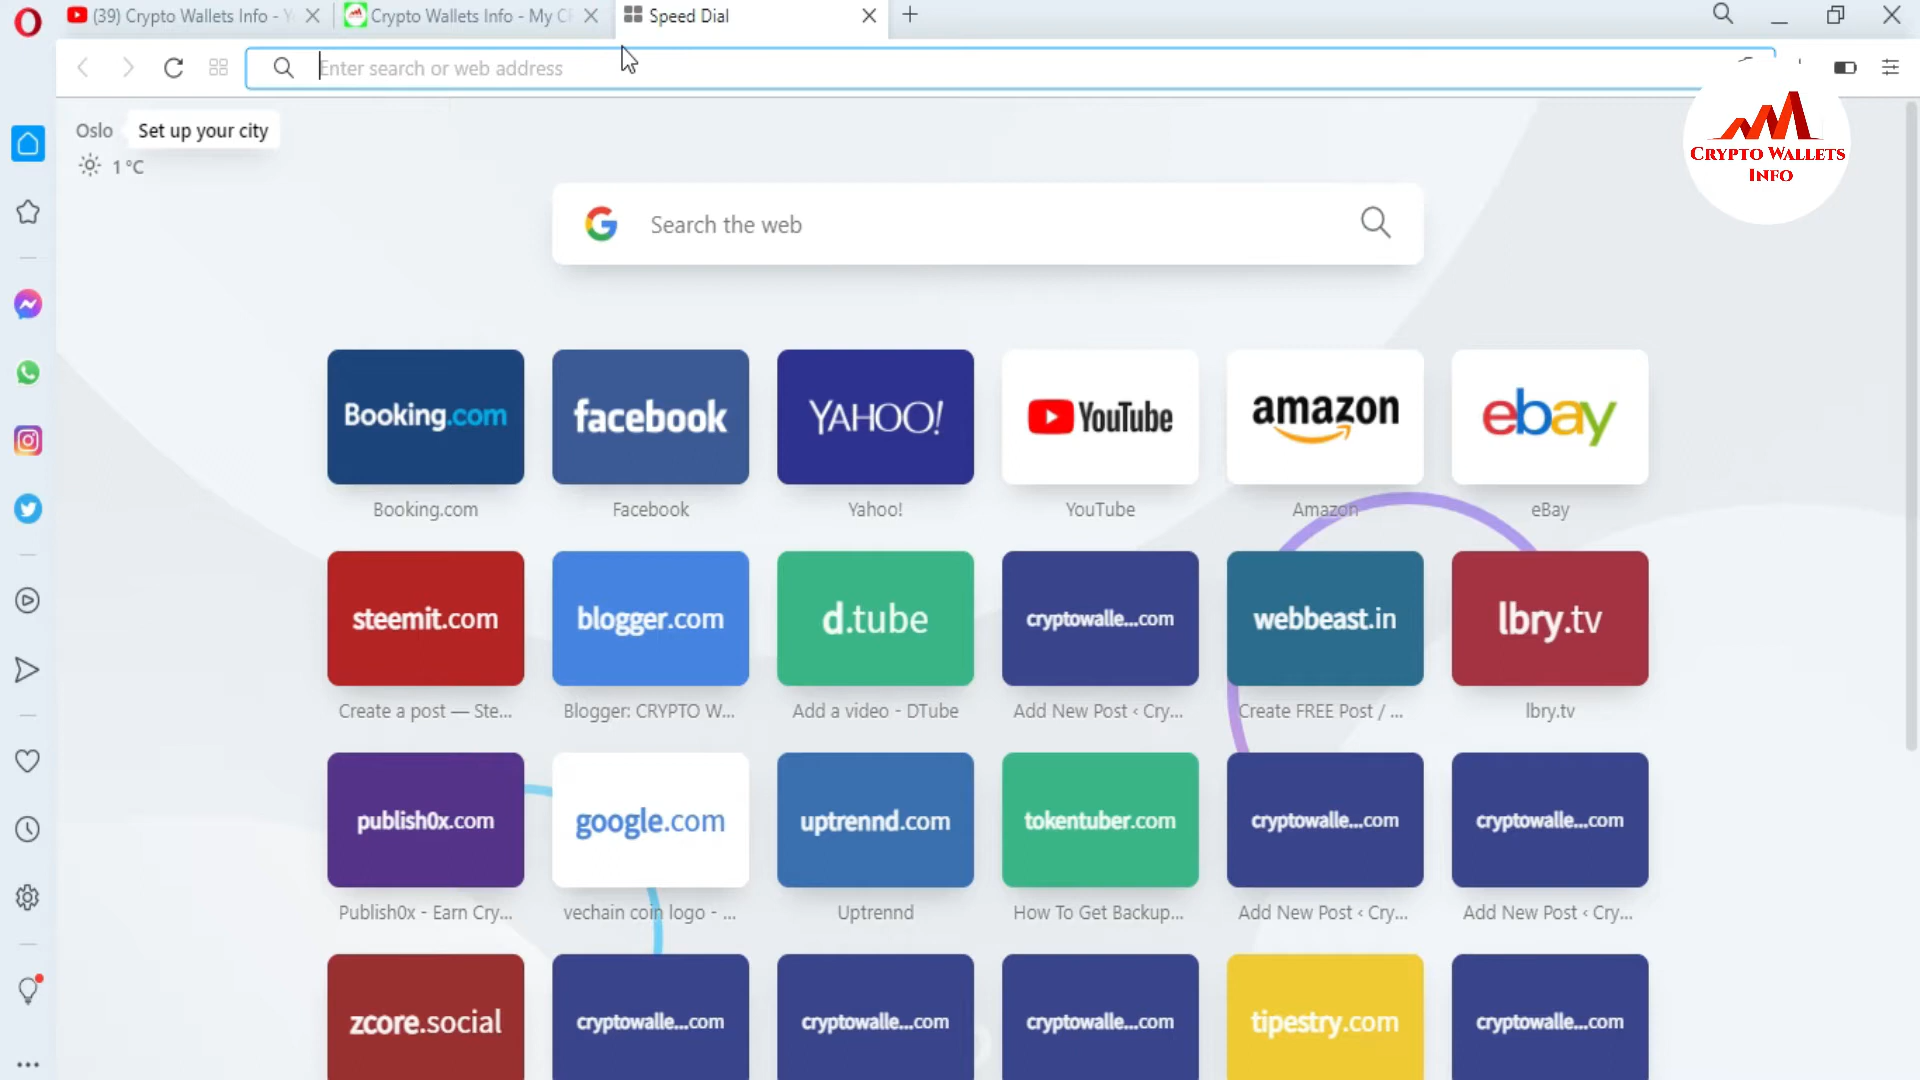 (39) Crypto Wallets Info - Y
Crypto Wallets Info - My C
Speed Dial
Enter search or web address
Oslo
Set up your city
1 °C
CRYPTO WALLETS
INFO
Search the web
Booking.com
facebook
YAHOO!
YouTube
amazon
ebay
Booking.com
Facebook
Yahoo!
YouTube
Amazon
eBay
steemit.com
blogger.com
d.tube
cryptowalle...com
webbeast.in
lbry.tv
Create a post — Ste...
Blogger: CRYPTO W...
Add a video - DTube
Add New Post ‹ Cry...
Create FREE Post / ...
lbry.tv
publish0x.com
google.com
uptrennd.com
tokentuber.com
cryptowalle...com
cryptowalle...com
Publish0x - Earn Cry...
vechain coin logo - ...
Uptrennd
How To Get Backup...
Add New Post ‹ Cry...
Add New Post ‹ Cry...
zcore.social
cryptowalle...com
cryptowalle...com
cryptowalle...com
tipestry.com
cryptowalle...com